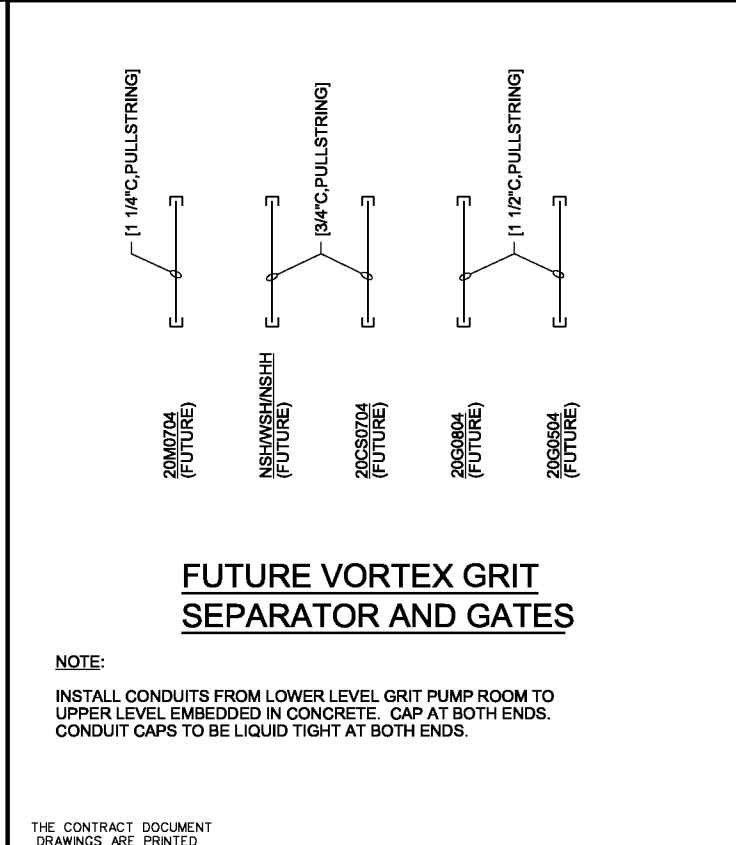 [1 1/4"C,PULLSTRING]
[3/4"C,PULLSTRING]
[1 1/2"C,PULLSTRING]
20M0704
(FUTURE)
NSH/WSH/NSHH
(FUTURE)
20CS0704
(FUTURE)
20G0804
(FUTURE)
20G0504
(FUTURE)
FUTURE VORTEX GRIT
SEPARATOR AND GATES
NOTE:
INSTALL CONDUITS FROM LOWER LEVEL GRIT PUMP ROOM TO
UPPER LEVEL EMBEDDED IN CONCRETE. CAP AT BOTH ENDS.
CONDUIT CAPS TO BE LIQUID TIGHT AT BOTH ENDS.
THE CONTRACT DOCUMENT
DRAWINGS ARE PRINTED